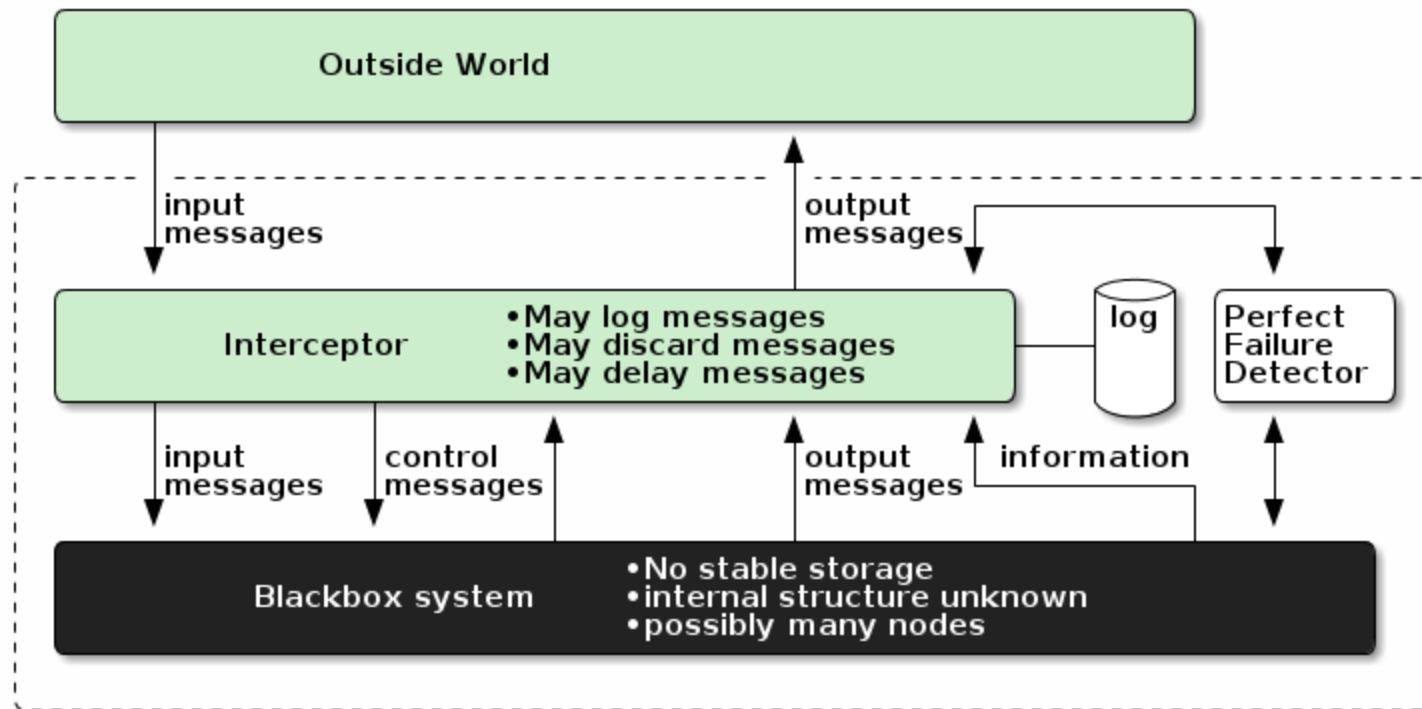 Outside World
input
messages
output
messages
Interceptor
•May log messages
•May discard messages
•May delay messages
log
Perfect
Failure
Detector
input
messages
control
messages
output
messages
information
Blackbox system
•No stable storage
•internal structure unknown
•possibly many nodes